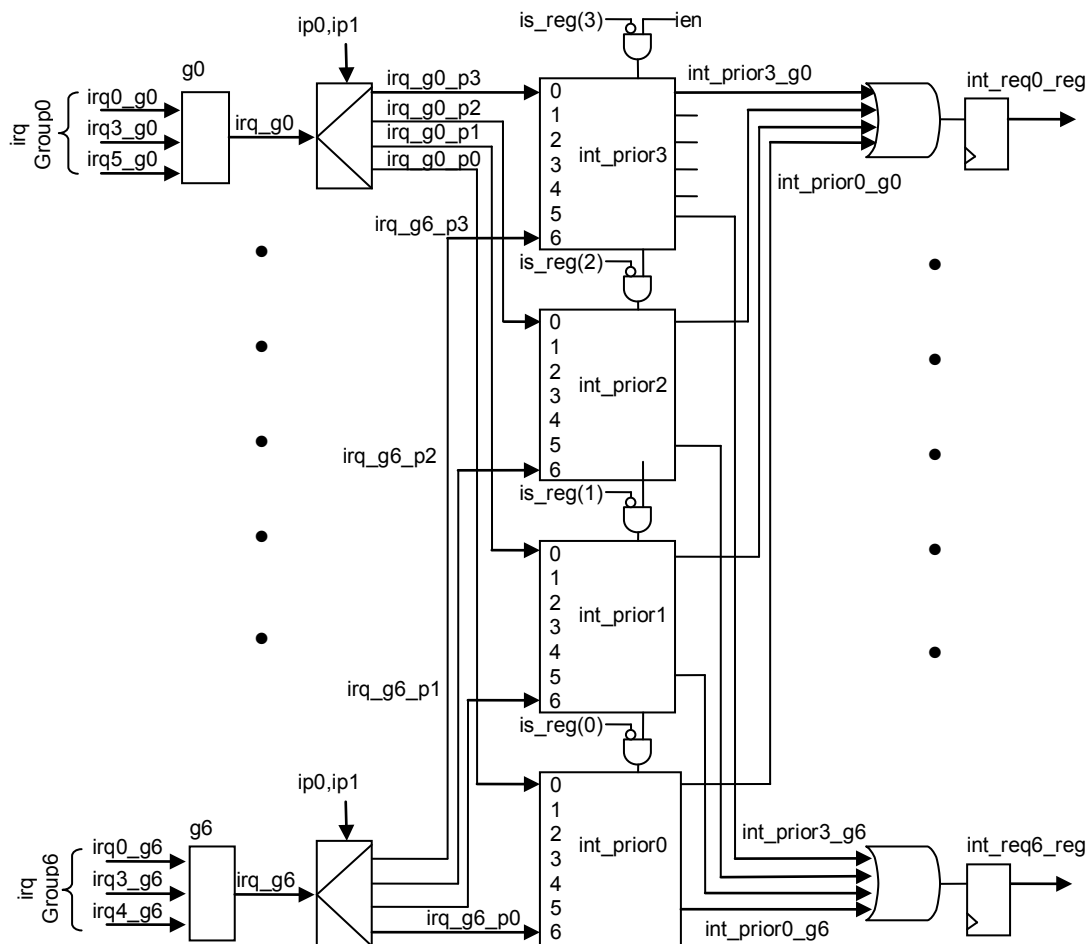 is_reg(3)
ien
ip0,ip1
g0
irq
Group0
irq0_g0
irq3_g0
irq5_g0
irq_g0
irq_g0_p3
irq_g0_p2
irq_g0_p1
irq_g0_p0
0
1
2
3
4
5
6
int_prior3
int_prior3_g0
int_req0_reg
int_prior0_g0
irq_g6_p3
is_reg(2)
0
1
2
3
4
5
6
int_prior2
irq_g6_p2
is_reg(1)
0
1
2
3
4
5
6
int_prior1
irq_g6_p1
is_reg(0)
ip0,ip1
g6
irq
Group6
irq0_g6
irq3_g6
irq4_g6
irq_g6
irq_g6_p0
0
1
2
3
4
5
6
int_prior0
int_prior3_g6
int_req6_reg
int_prior0_g6